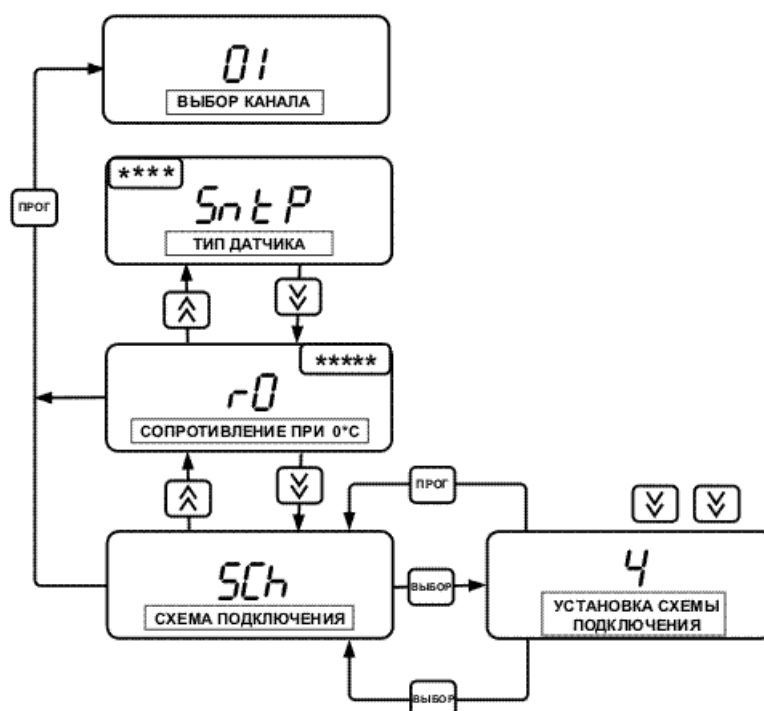 01
ВЫБОР КАНАЛА
****
SntP
ТИП ДАТЧИКА
ПРОГ
*****
r0
СОПРОТИВЛЕНИЕ ПРИ 0*С
ПРОГ
SCh
СХЕМА ПОДКЛЮЧЕНИЯ
ВЫБОР
4
УСТАНОВКА СХЕМЫ
ПОДКЛЮЧЕНИЯ
ВЫБОР